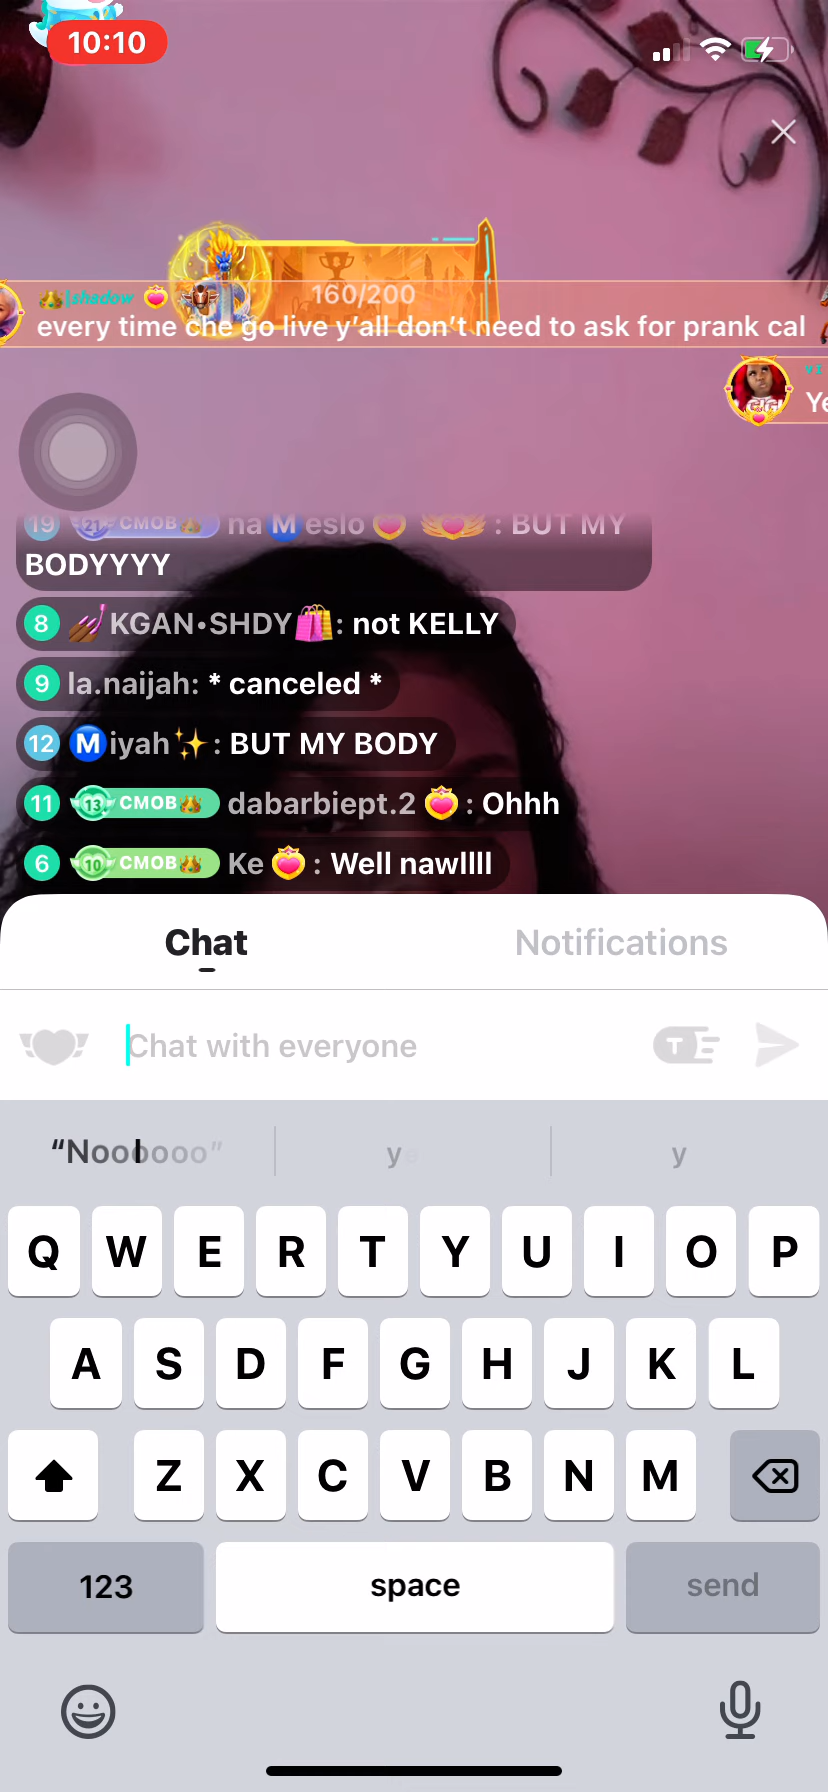 10:10
shadow
160/200
every time che go live y'all don't need to ask for prank cal
Ye
19 21 CMOB na Ⓜ️eslo : BUT MY
BODYYYY
8 💅🏾KGAN•SHDY🛍️: not KELLY
9 la.naijah: * canceled *
12 Ⓜ️iyah✨: BUT MY BODY
11 13 CMOB dabarbiept.2 : Ohhh
6 10 CMOB Ke : Well nawllll
Chat Notifications
Chat with everyone
T
“Noooooo” y y
Q W E R T Y U I O P
A S D F G H J K L
Z X C V B N M
123 space send